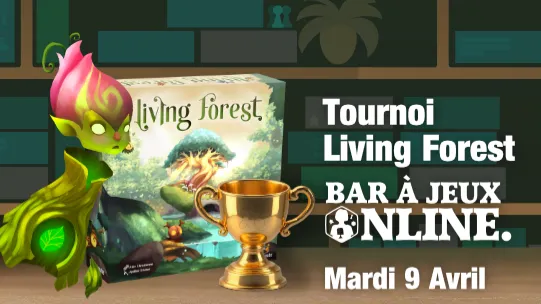 Living Forest
Tournoi
Living Forest
BAR À JEUX
ONLINE.
Mardi 9 Avril